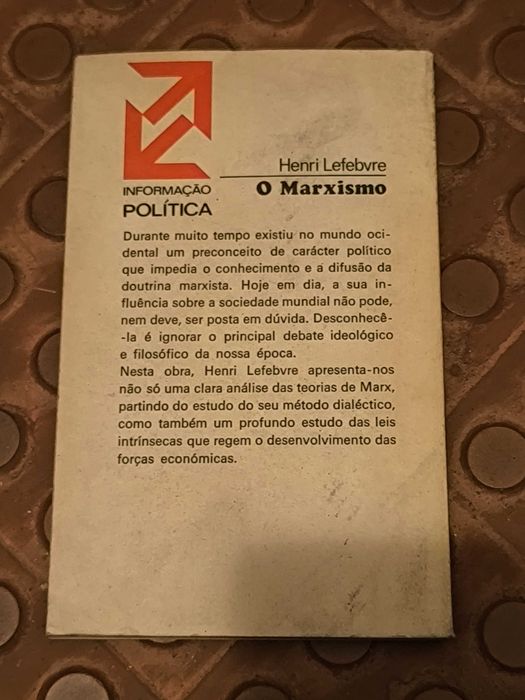 Henri Lefebvre
O Marxismo
INFORMAÇÃO
POLÍTICA
Durante muito tempo existiu no mundo oci-
dental um preconceito de carácter político
que impedia o conhecimento e a difusão da
doutrina marxista. Hoje em dia, a sua in-
fluência sobre a sociedade mundial não pode,
nem deve, ser posta em dúvida. Desconhecê-
-la é ignorar o principal debate ideológico
e filosófico da nossa época.
Nesta obra, Henri Lefebvre apresenta-nos
não só uma clara análise das teorias de Marx,
partindo do estudo do seu método dialéctico,
como também um profundo estudo das leis
intrínsecas que regem o desenvolvimento das
forças económicas.